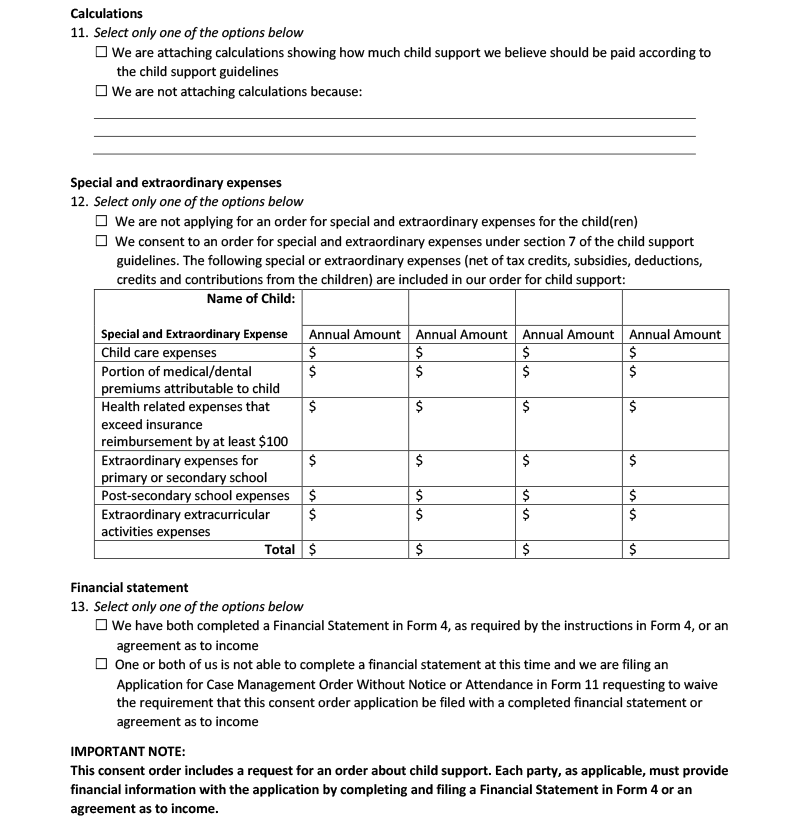 Calculations
11. Select only one of the options below
☐ We are attaching calculations showing how much child support we believe should be paid according to
the child support guidelines
☐ We are not attaching calculations because:
Special and extraordinary expenses
12. Select only one of the options below
☐ We are not applying for an order for special and extraordinary expenses for the child(ren)
☐ We consent to an order for special and extraordinary expenses under section 7 of the child support
guidelines. The following special or extraordinary expenses (net of tax credits, subsidies, deductions,
credits and contributions from the children) are included in our order for child support:
Name of Child:
Special and Extraordinary Expense Annual Amount Annual Amount Annual Amount Annual Amount
Child care expenses $ $ $ $
Portion of medical/dental $ $ $ $
premiums attributable to child
Health related expenses that $ $ $ $
exceed insurance
reimbursement by at least $100
Extraordinary expenses for $ $ $ $
primary or secondary school
Post-secondary school expenses $ $ $ $
Extraordinary extracurricular $ $ $ $
activities expenses
Total $ $ $ $
Financial statement
13. Select only one of the options below
☐ We have both completed a Financial Statement in Form 4, as required by the instructions in Form 4, or an
agreement as to income
☐ One or both of us is not able to complete a financial statement at this time and we are filing an
Application for Case Management Order Without Notice or Attendance in Form 11 requesting to waive
the requirement that this consent order application be filed with a completed financial statement or
agreement as to income
IMPORTANT NOTE:
This consent order includes a request for an order about child support. Each party, as applicable, must provide
financial information with the application by completing and filing a Financial Statement in Form 4 or an
agreement as to income.